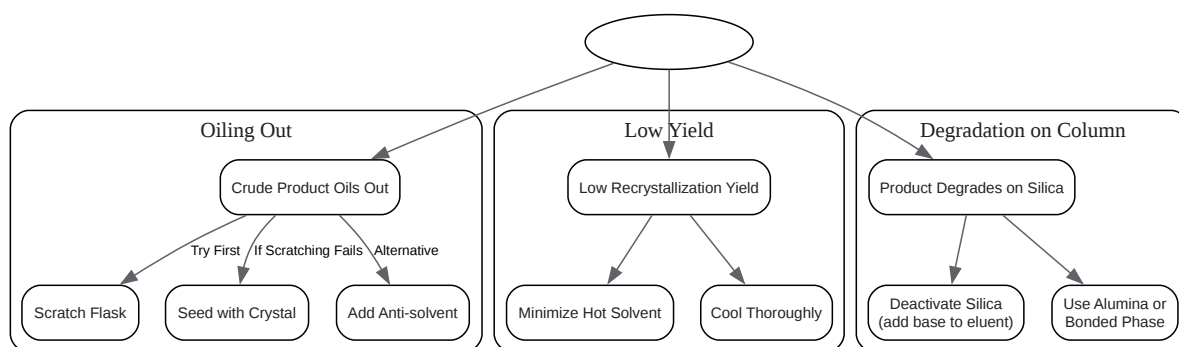 Oiling Out
Low Yield
Degradation on Column
Crude Product Oils Out
Low Recrystallization Yield
Product Degrades on Silica
Try First
If Scratching Fails
Alternative
Scratch Flask
Seed with Crystal
Add Anti-solvent
Minimize Hot Solvent
Cool Thoroughly
Deactivate Silica
(add base to eluent)
Use Alumina or
Bonded Phase